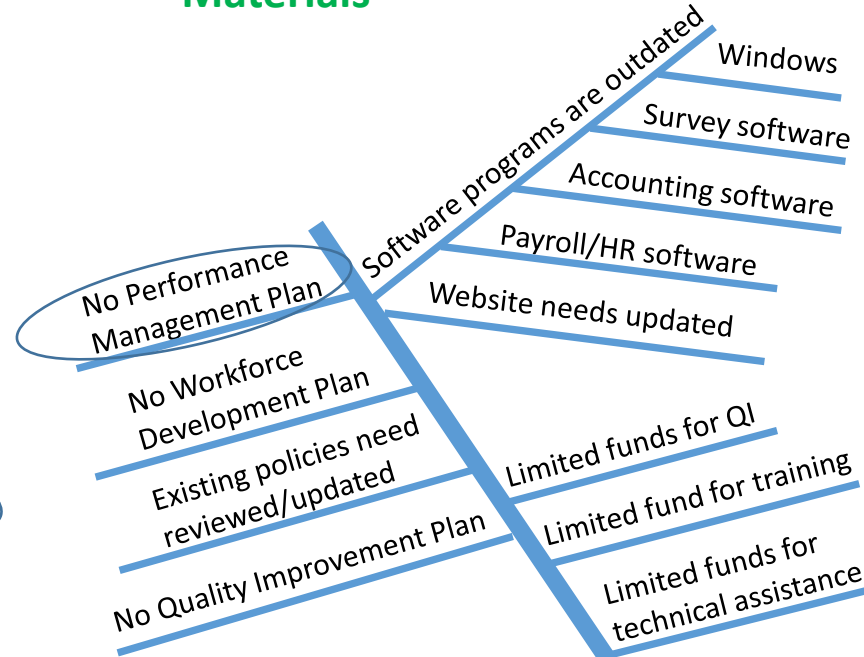 Materials
Software programs are outdated
Windows
Survey software
Accounting software
Payroll/HR software
Website needs updated
No Performance
Management Plan
No Workforce
Development Plan
Existing policies need
reviewed/updated
No Quality Improvement Plan
Limited funds for QI
Limited fund for training
Limited funds for
technical assistance